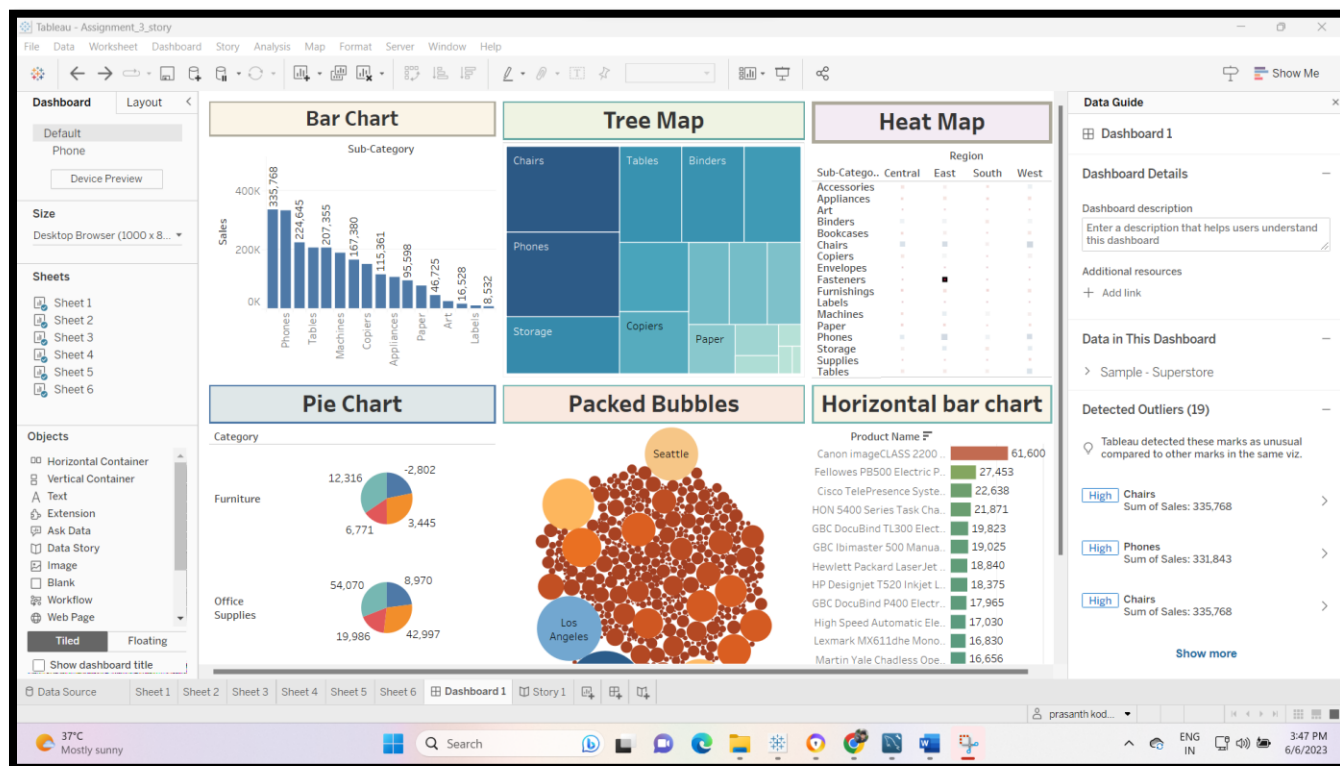 Tableau - Assignment_3_story
File Data Worksheet Dashboard Story Analysis Map Format Server Window Help
Show Me
Dashboard Layout
Default
Phone
Device Preview
Size
Desktop Browser (1000 x 8...
Sheets
Sheet 1
Sheet 2
Sheet 3
Sheet 4
Sheet 5
Sheet 6
Objects
Horizontal Container
Vertical Container
Text
Extension
Ask Data
Data Story
Image
Blank
Workflow
Web Page
Tiled Floating
Show dashboard title
Bar Chart
Sub-Category
Sales
400K
200K
0K
335,768
224,645
207,355
167,380
115,361
95,598
46,725
16,528
8,532
Phones
Tables
Machines
Copiers
Appliances
Paper
Art
Labels
Tree Map
Chairs
Tables
Binders
Phones
Storage
Copiers
Paper
Heat Map
Region
Sub-Catego.. Central East South West
Accessories
Appliances
Art
Binders
Bookcases
Chairs
Copiers
Envelopes
Fasteners
Furnishings
Labels
Machines
Paper
Phones
Storage
Supplies
Tables
Pie Chart
Category
Furniture
12,316
-2,802
6,771
3,445
Office
Supplies
54,070
8,970
19,986
42,997
Packed Bubbles
Seattle
Los
Angeles
Horizontal bar chart
Product Name
Canon imageCLASS 2200 .. 61,600
Fellowes PB500 Electric P.. 27,453
Cisco TelePresence Syste.. 22,638
HON 5400 Series Task Cha.. 21,871
GBC DocuBind TL300 Elect.. 19,823
GBC Ibimaster 500 Manua.. 19,025
Hewlett Packard LaserJet .. 18,840
HP Designjet T520 Inkjet L.. 18,375
GBC DocuBind P400 Electr.. 17,965
High Speed Automatic Ele.. 17,030
Lexmark MX611dhe Mono.. 16,830
Martin Yale Chadless Ope.. 16,656
Data Guide
Dashboard 1
Dashboard Details
Dashboard description
Enter a description that helps users understand
this dashboard
Additional resources
Add link
Data in This Dashboard
Sample - Superstore
Detected Outliers (19)
Tableau detected these marks as unusual
compared to other marks in the same viz.
High Chairs
Sum of Sales: 335,768
High Phones
Sum of Sales: 331,843
High Chairs
Sum of Sales: 335,768
Show more
Data Source Sheet 1 Sheet 2 Sheet 3 Sheet 4 Sheet 5 Sheet 6 Dashboard 1 Story 1
prasanth kod...
37°C
Mostly sunny
Search
ENG
IN
3:47 PM
6/6/2023